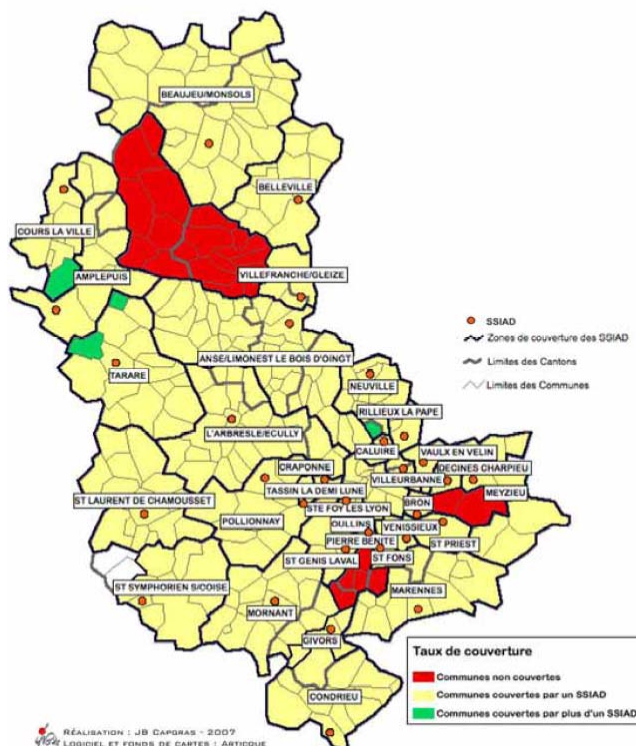 BEAUJEU/MONSOLS
BELLEVILLE
COURS LA VILLE
AMPLEPUIS
VILLEFRANCHE/GLEIZE
SSIAD
Zones de couverture des SSIAD
Limites des Cantons
Limites des Communes
ANSE/LIMONEST LE BOIS D'OINGT
TARARE
NEUVILLE
RILLIEUX LA PAPE
L'ARBRESLE/ECULLY
CALUIRE
VAULX EN VELIN
CRAPONNE
VILLEURBANNE
DECINES CHARPIEU
TASSIN LA DEMI LUNE
MEYZIEU
ST LAURENT DE CHAMOUSSET
STE FOY LES LYON
BRON
POLLIONNAY
OULLINS
VENISSIEUX
PIERRE BENITE
ST PRIEST
ST GENIS LAVAL
ST FONS
ST SYMPHORIEN S/COISE
MARENNES
MORNANT
GIVORS
CONDRIEU
Taux de couverture
Communes non couvertes
Communes couvertes par un SSIAD
Communes couvertes par plus d'un SSIAD
RÉALISATION : JB CAPGRAS - 2007
LOGICIEL ET FONDS DE CARTES : ARTICQUE